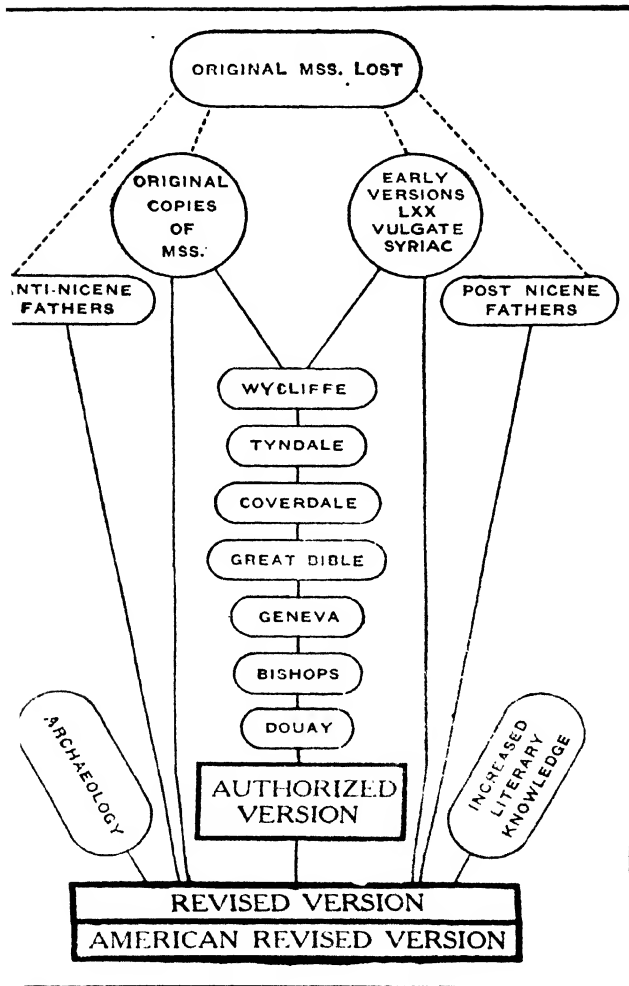 ORIGINAL MSS. LOST
ORIGINAL
COPIES
OF
MSS.
EARLY
VERSIONS
LXX
VULGATE
SYRIAC
NTI-NICENE
FATHERS
POST NICENE
FATHERS
WYCLIFFE
TYNDALE
COVERDALE
GREAT BIBLE
GENEVA
BISHOPS
DOUAY
ARCHAEOLOGY
INCREASED
LITERARY
KNOWLEDGE
AUTHORIZED
VERSION
REVISED VERSION
AMERICAN REVISED VERSION